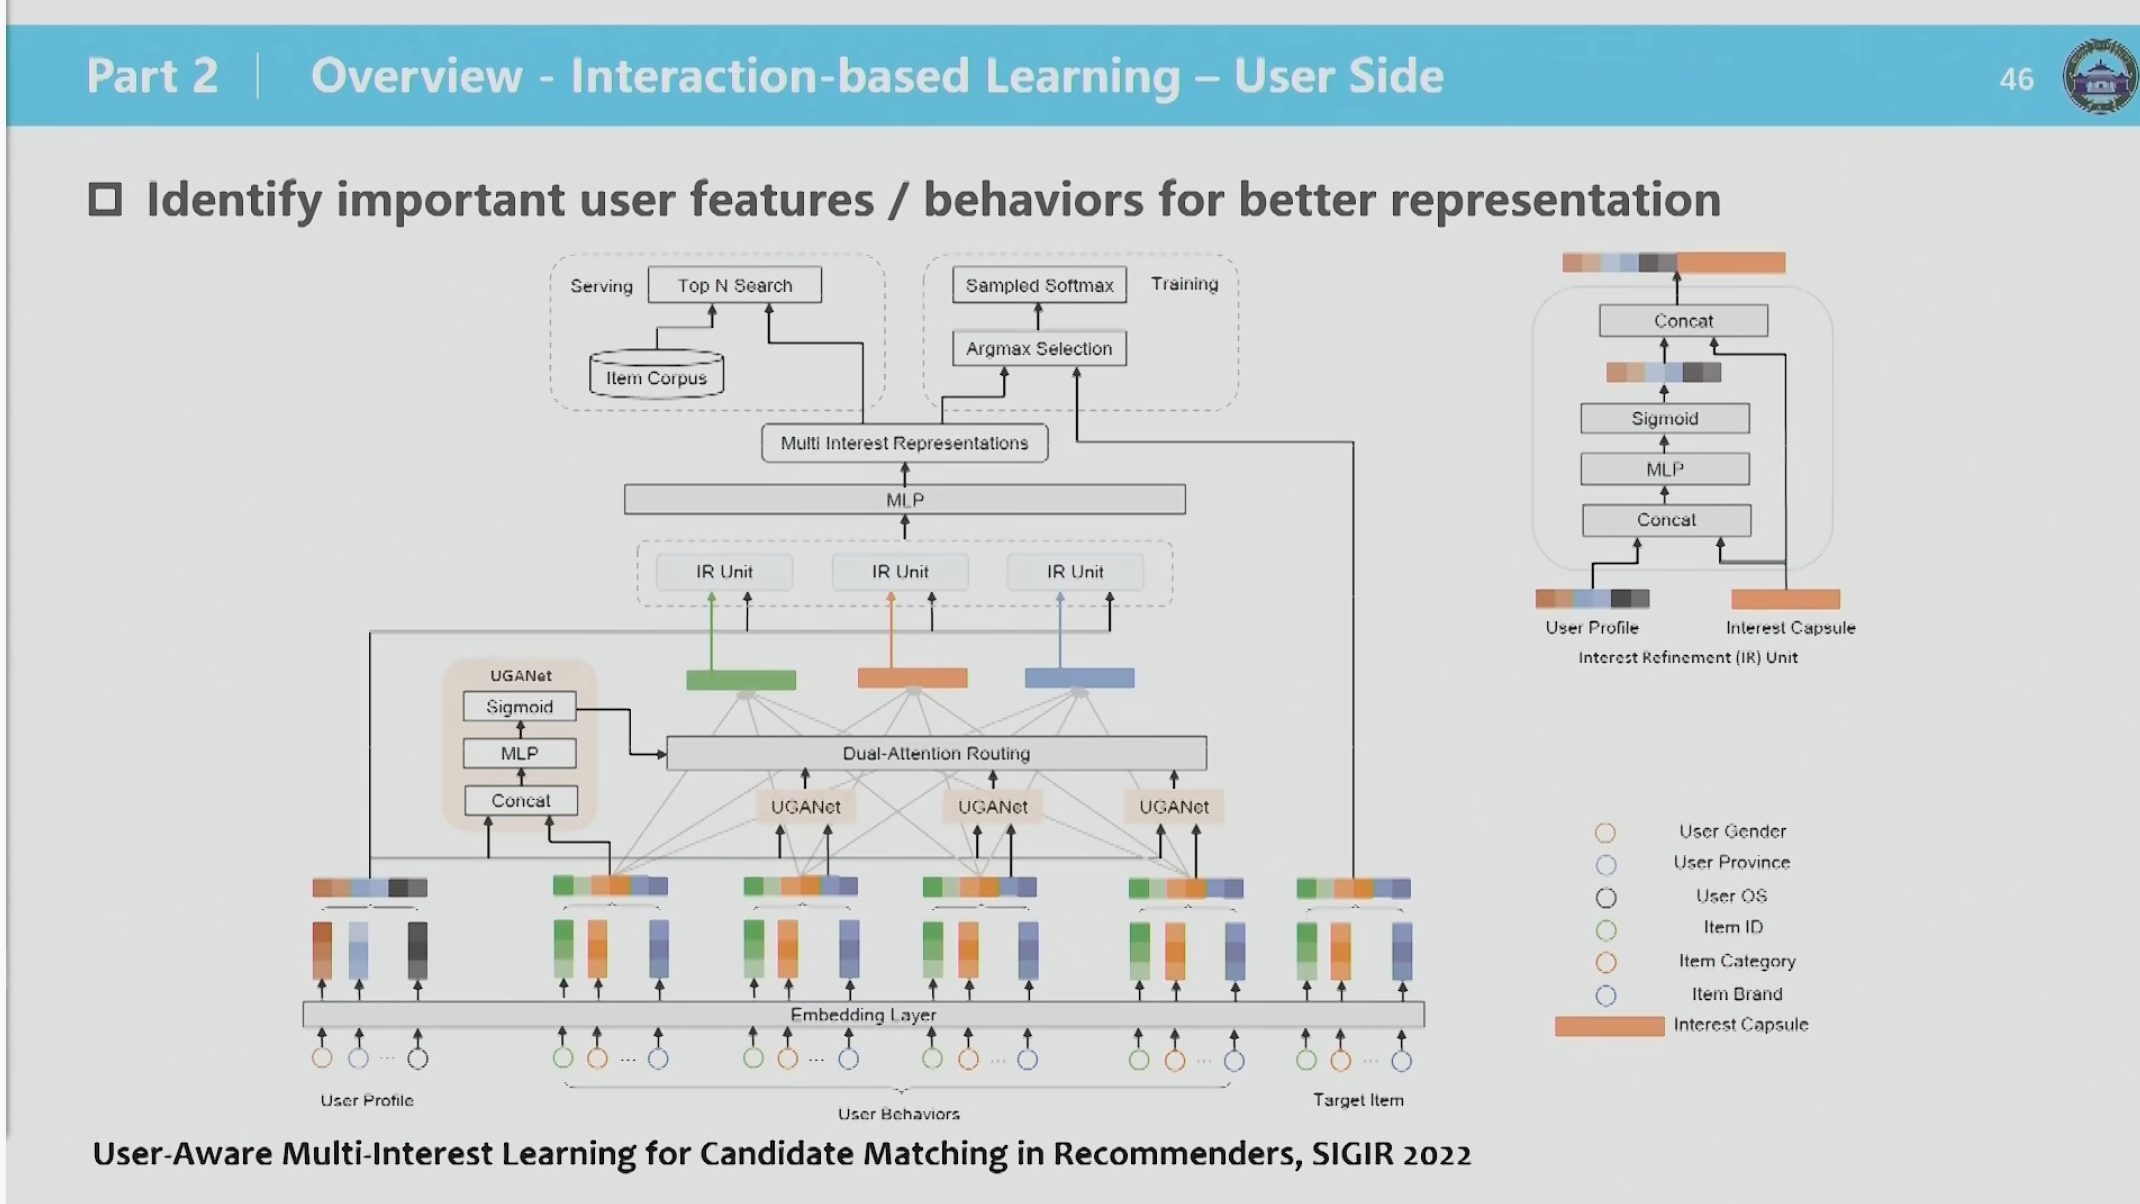 Part 2 | Overview - Interaction-based Learning – User Side 46
Identify important user features / behaviors for better representation
Serving
Top N Search
Item Corpus
Sampled Softmax
Training
Argmax Selection
Multi Interest Representations
MLP
IR Unit IR Unit IR Unit
UGANet
Sigmoid
MLP
Concat
Dual-Attention Routing
UGANet UGANet UGANet
Embedding Layer
... ... ... ... ... ...
User Profile
User Behaviors
Target Item
Concat
Sigmoid
MLP
Concat
User Profile
Interest Capsule
Interest Refinement (IR) Unit
User Gender
User Province
User OS
Item ID
Item Category
Item Brand
Interest Capsule
User-Aware Multi-Interest Learning for Candidate Matching in Recommenders, SIGIR 2022